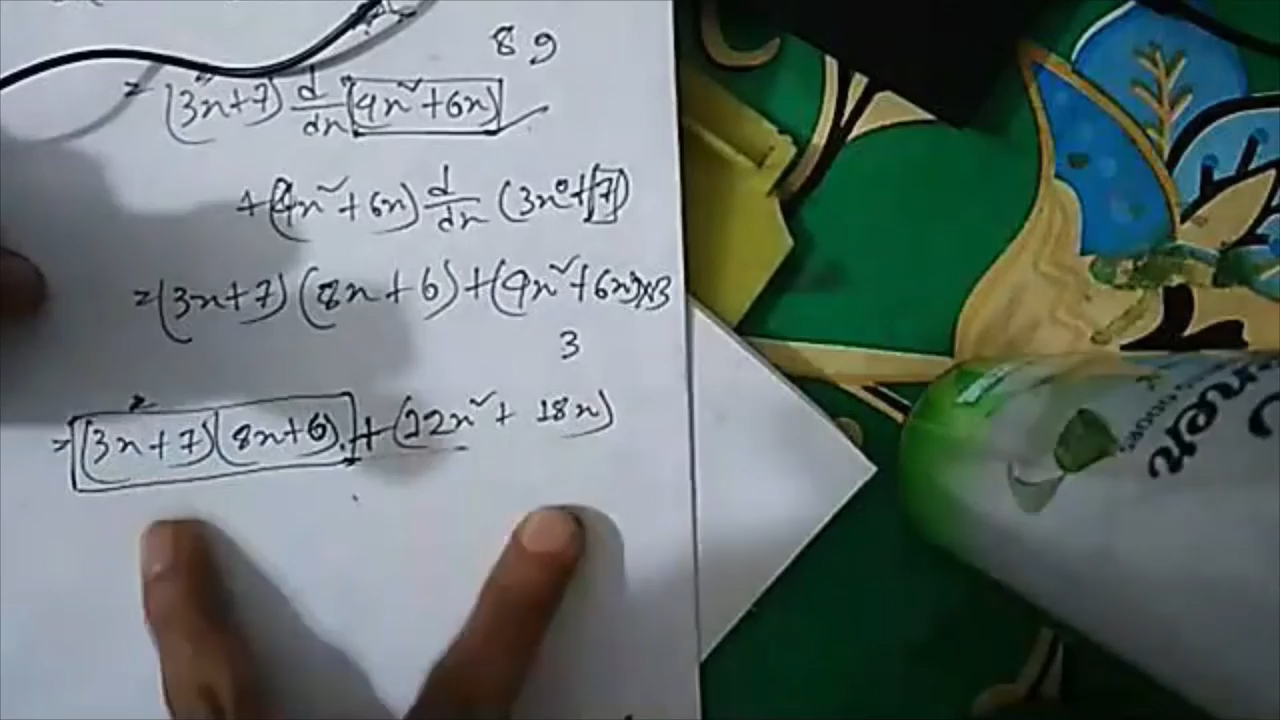 8 9
= (3x+7) d/dx (4x² + 6x)
+ (4x² + 6x) d/dx (3x + 7)
= (3x+7) (8x + 6) + (4x² + 6x) × 3
3
= (3x + 7) (8x + 6) + (12x² + 18x)